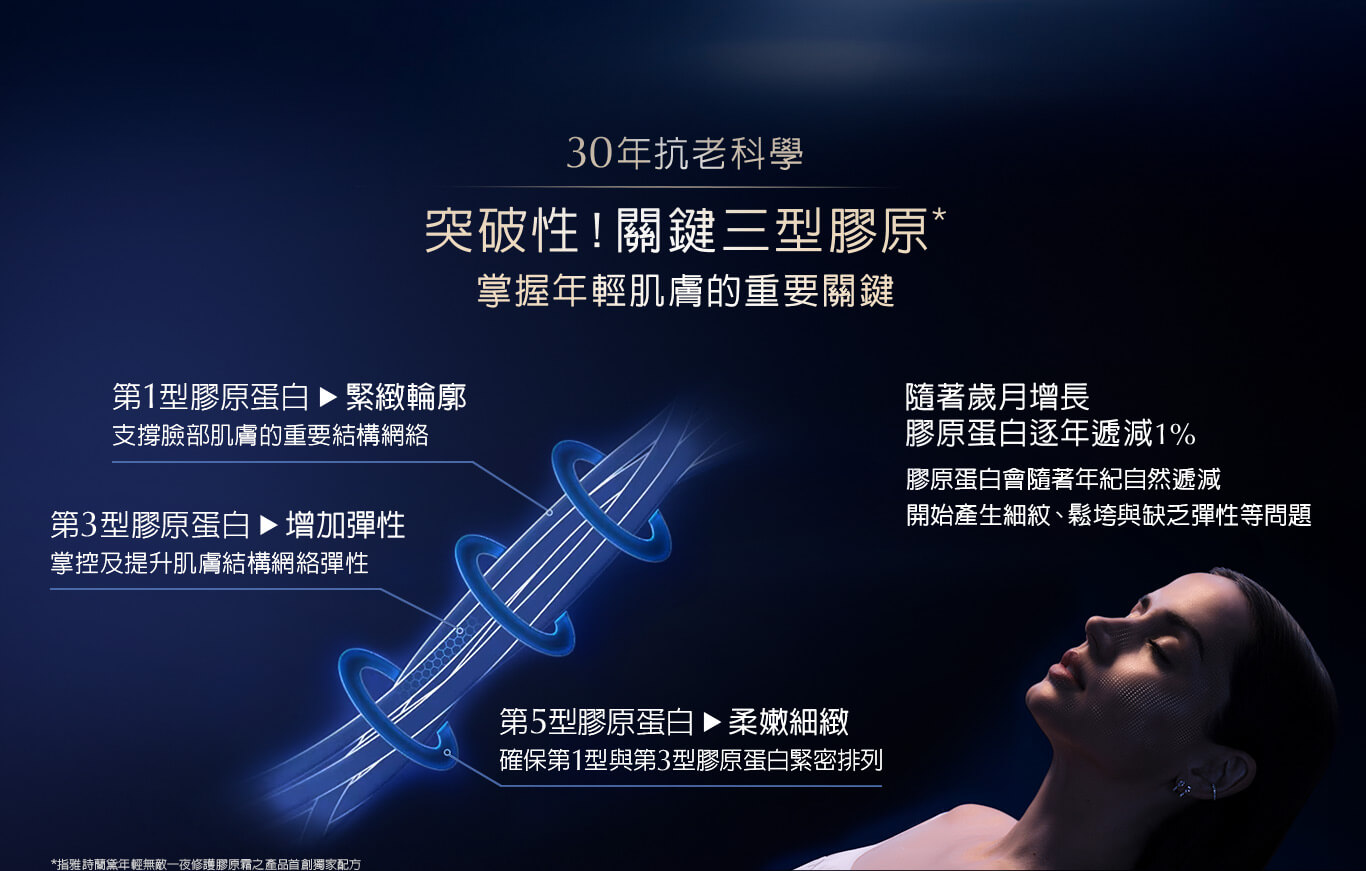 30年抗老科學
突破性!關鍵三型膠原*
掌握年輕肌膚的重要關鍵
第1型膠原蛋白▶緊緻輪廓
支撐臉部肌膚的重要結構網絡
第3型膠原蛋白▶增加彈性
掌控及提升肌膚結構網絡彈性
第5型膠原蛋白▶柔嫩細緻
確保第1型與第3型膠原蛋白緊密排列
隨著歲月增長
膠原蛋白逐年遞減1%
膠原蛋白會隨著年紀自然遞減
開始產生細紋、鬆垮與缺乏彈性等問題
*指雅詩蘭黛年輕無敵一夜修護膠原霜之產品首創獨家配方